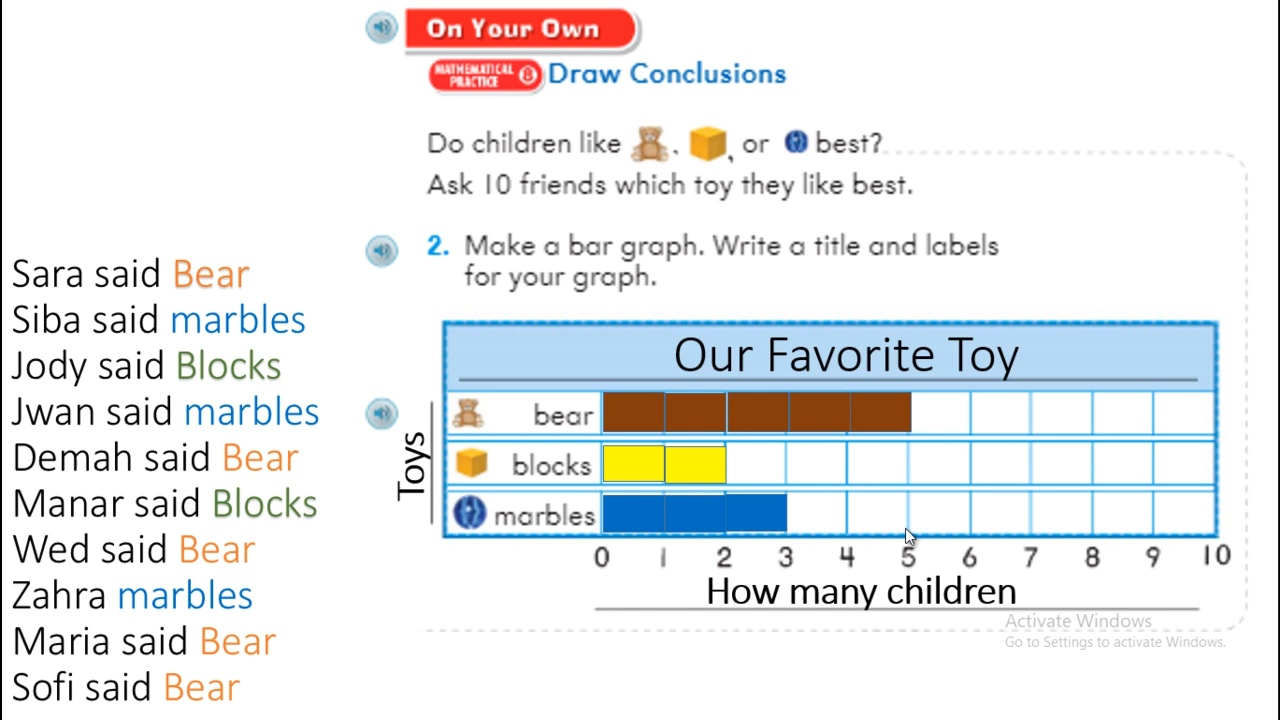 On Your Own
MATHEMATICAL PRACTICE 8 Draw Conclusions
Do children like , , or best?
Ask 10 friends which toy they like best.
2. Make a bar graph. Write a title and labels
for your graph.
Sara said Bear
Siba said marbles
Jody said Blocks
Jwan said marbles
Demah said Bear
Manar said Blocks
Wed said Bear
Zahra marbles
Maria said Bear
Sofi said Bear
Our Favorite Toy
Toys
bear
blocks
marbles
0 1 2 3 4 5 6 7 8 9 10
How many children
Activate Windows
Go to Settings to activate Windows.